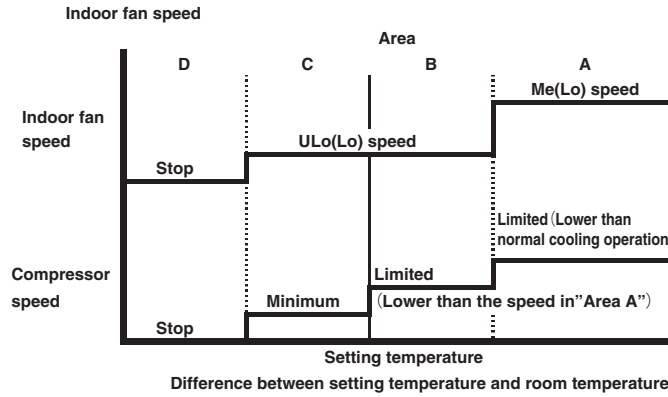 Indoor fan speed
Area
D C B A
Me(Lo) speed
Indoor fan
speed
ULo(Lo) speed
Stop
Limited (Lower than
normal cooling operation
Compressor
speed
Limited
Minimum
(Lower than the speed in"Area A")
Stop
Setting temperature
Difference between setting temperature and room temperature